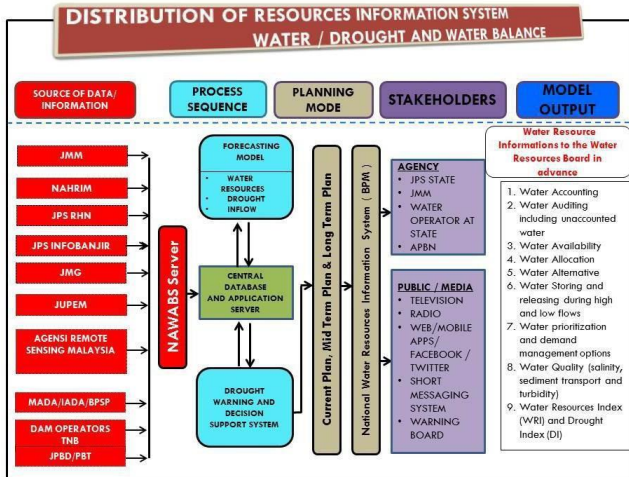 DISTRIBUTION OF RESOURCES INFORMATION SYSTEM
WATER / DROUGHT AND WATER BALANCE
SOURCE OF DATA/
INFORMATION
PROCESS
SEQUENCE
PLANNING
MODE
STAKEHOLDERS
MODEL
OUTPUT
JMM
NAHRIM
JPS RHN
JPS INFOBANJIR
JMG
JUPEM
AGENSI REMOTE
SENSING MALAYSIA
MADA/IADA/BPSP
DAM OPERATORS
TNB
JPBD/PBT
NAWABS Server
FORECASTING
MODEL
• WATER
RESOURCES
• DROUGHT
• INFLOW
CENTRAL
DATABASE
AND APPLICATION
SERVER
DROUGHT
WARNING AND
DECISION
SUPPORT SYSTEM
Current Plan, Mid Term Plan & Long Term Plan
National Water Resources Information System ( BPM )
AGENCY
• JPS STATE
• JMM
• WATER
OPERATOR AT
STATE
• APBN
PUBLIC / MEDIA
• TELEVISION
• RADIO
• WEB/MOBILE
APPS/
FACEBOOK /
TWITTER
• SHORT
MESSAGING
SYSTEM
• WARNING
BOARD
Water Resource
Informations to the Water
Resources Board in
advance
1. Water Accounting
2. Water Auditing
including unaccounted
water
3. Water Availability
4. Water Allocation
5. Water Alternative
6. Water Storing and
releasing during high
and low flows
7. Water prioritization
and demand
management options
8. Water Quality (salinity,
sediment transport and
turbidity)
9. Water Resources Index
(WRI) and Drought
Index (DI)